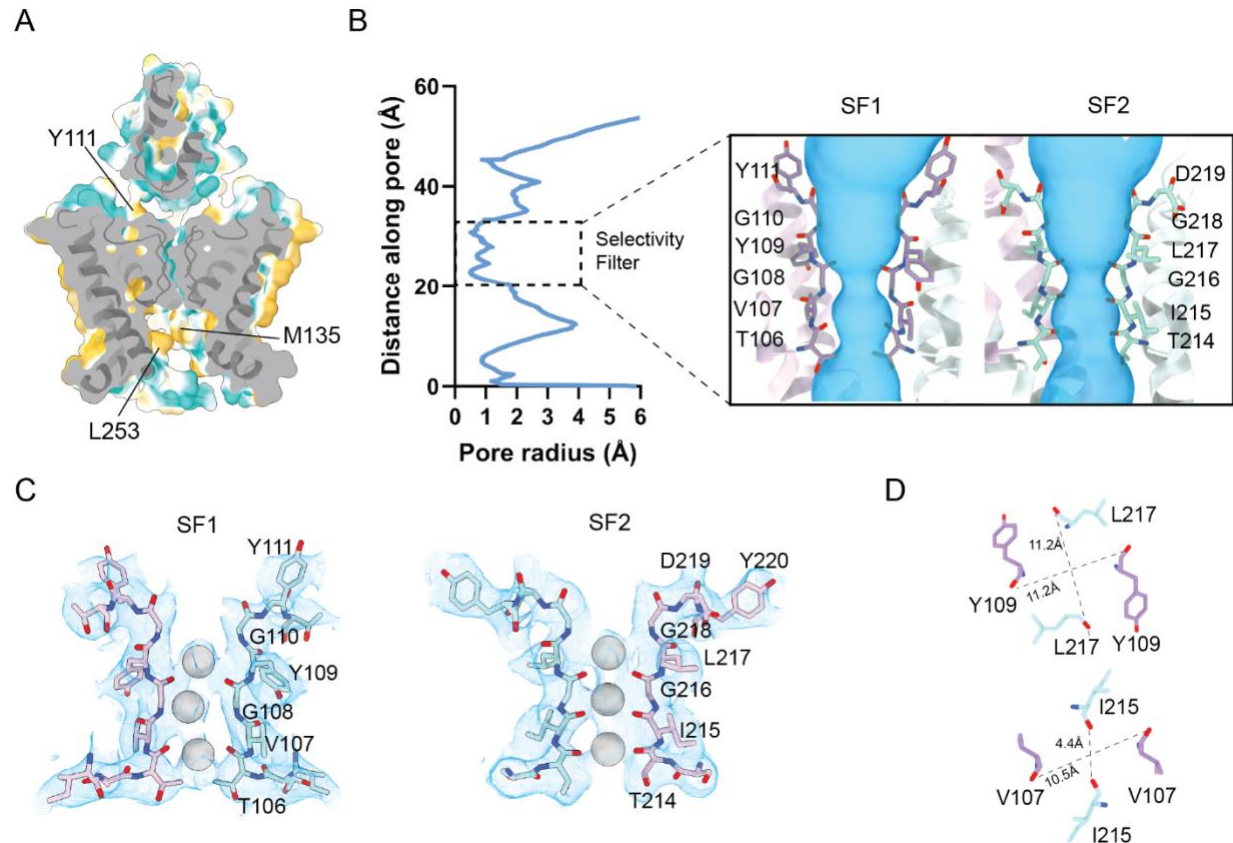 A
Y111
M135
L253
B
Distance along pore (Å)
60
40
20
0
0 1 2 3 4 5 6
Pore radius (Å)
Selectivity
Filter
SF1
SF2
Y111
G110
Y109
G108
V107
T106
D219
G218
L217
G216
I215
T214
C
SF1
Y111
G110
Y109
G108
V107
T106
SF2
D219
Y220
G218
L217
G216
I215
T214
D
L217
11.2Å
11.2Å
Y109
L217
Y109
I215
4.4Å
10.5Å
V107
V107
I215